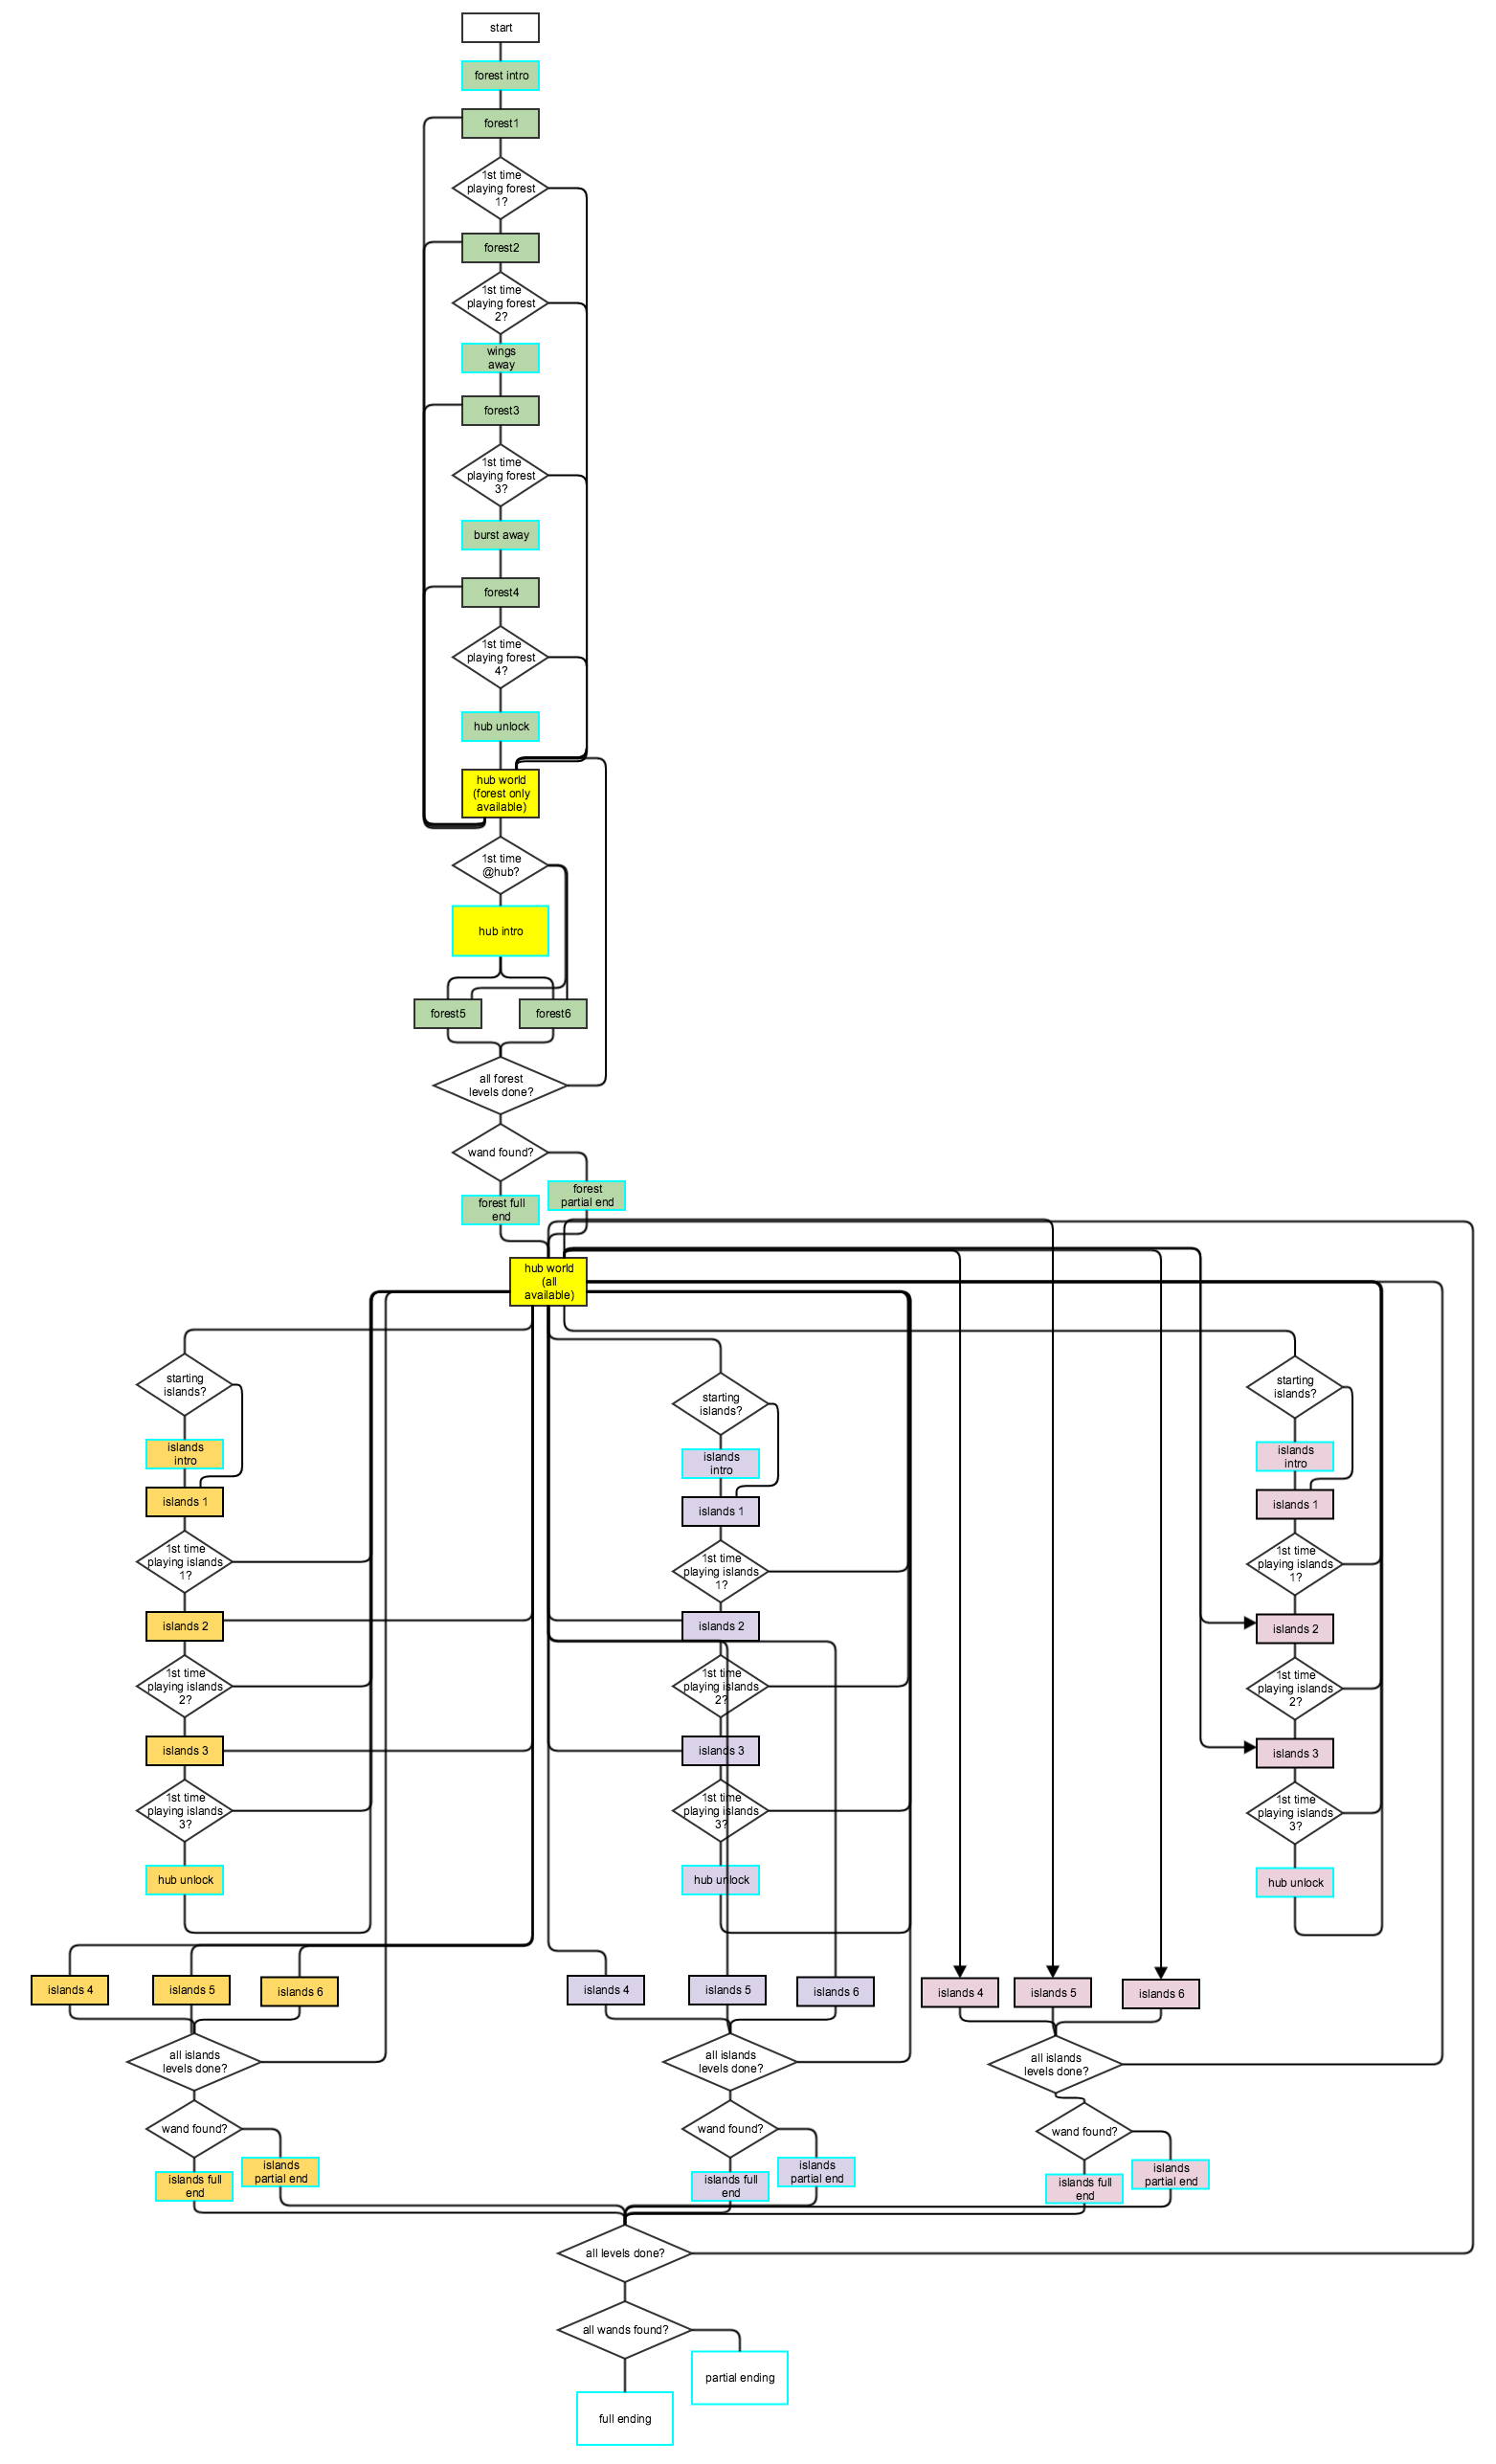 start
forest intro
forest1
1st time
playing forest
1?
forest2
1st time
playing forest
2?
wings
away
forest3
1st time
playing forest
3?
burst away
forest4
1st time
playing forest
4?
hub unlock
hub world
(forest only
available)
1st time
@hub?
hub intro
forest5
forest6
all forest
levels done?
wand found?
forest full
end
forest
partial end
hub world
(all
available)
starting
islands?
islands
intro
islands 1
1st time
playing islands
1?
islands 2
1st time
playing islands
2?
islands 3
1st time
playing islands
3?
hub unlock
islands 4
islands 5
islands 6
all islands
levels done?
wand found?
islands full
end
islands
partial end
starting
islands?
islands
intro
islands 1
1st time
playing islands
1?
islands 2
1st time
playing islands
2?
islands 3
1st time
playing islands
3?
hub unlock
islands 4
islands 5
islands 6
all islands
levels done?
wand found?
islands full
end
islands
partial end
starting
islands?
islands
intro
islands 1
1st time
playing islands
1?
islands 2
1st time
playing islands
2?
islands 3
1st time
playing islands
3?
hub unlock
islands 4
islands 5
islands 6
all islands
levels done?
wand found?
islands full
end
islands
partial end
all levels done?
all wands found?
partial ending
full ending